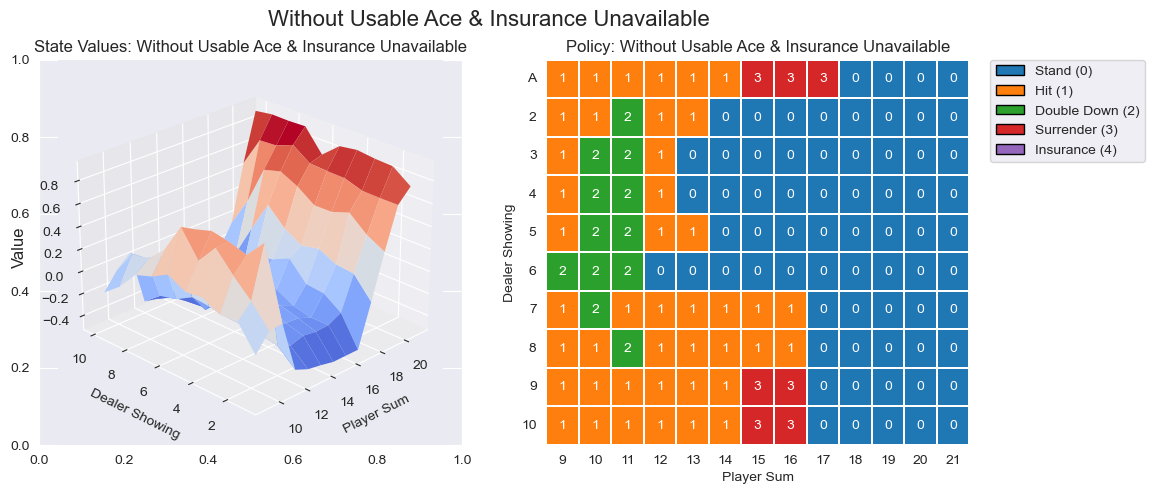 Without Usable Ace & Insurance Unavailable
State Values: Without Usable Ace & Insurance Unavailable
1.0
0.8
0.6
0.4
0.2
0.0
0.0 0.2 0.4 0.6 0.8 1.0
Value
0.8
0.6
0.4
0.2
0.0
−0.2
−0.4
10 8 6 4 2
Dealer Showing
10 12 14 16 18 20
Player Sum
Policy: Without Usable Ace & Insurance Unavailable
Dealer Showing
A 1 1 1 1 1 1 3 3 3 0 0 0 0
2 1 1 2 1 1 0 0 0 0 0 0 0 0
3 1 2 2 1 0 0 0 0 0 0 0 0 0
4 1 2 2 1 0 0 0 0 0 0 0 0 0
5 1 2 2 1 1 0 0 0 0 0 0 0 0
6 2 2 2 0 0 0 0 0 0 0 0 0 0
7 1 2 1 1 1 1 1 1 0 0 0 0 0
8 1 1 2 1 1 1 1 1 0 0 0 0 0
9 1 1 1 1 1 1 3 3 0 0 0 0 0
10 1 1 1 1 1 1 3 3 0 0 0 0 0
9 10 11 12 13 14 15 16 17 18 19 20 21
Player Sum
Stand (0)
Hit (1)
Double Down (2)
Surrender (3)
Insurance (4)